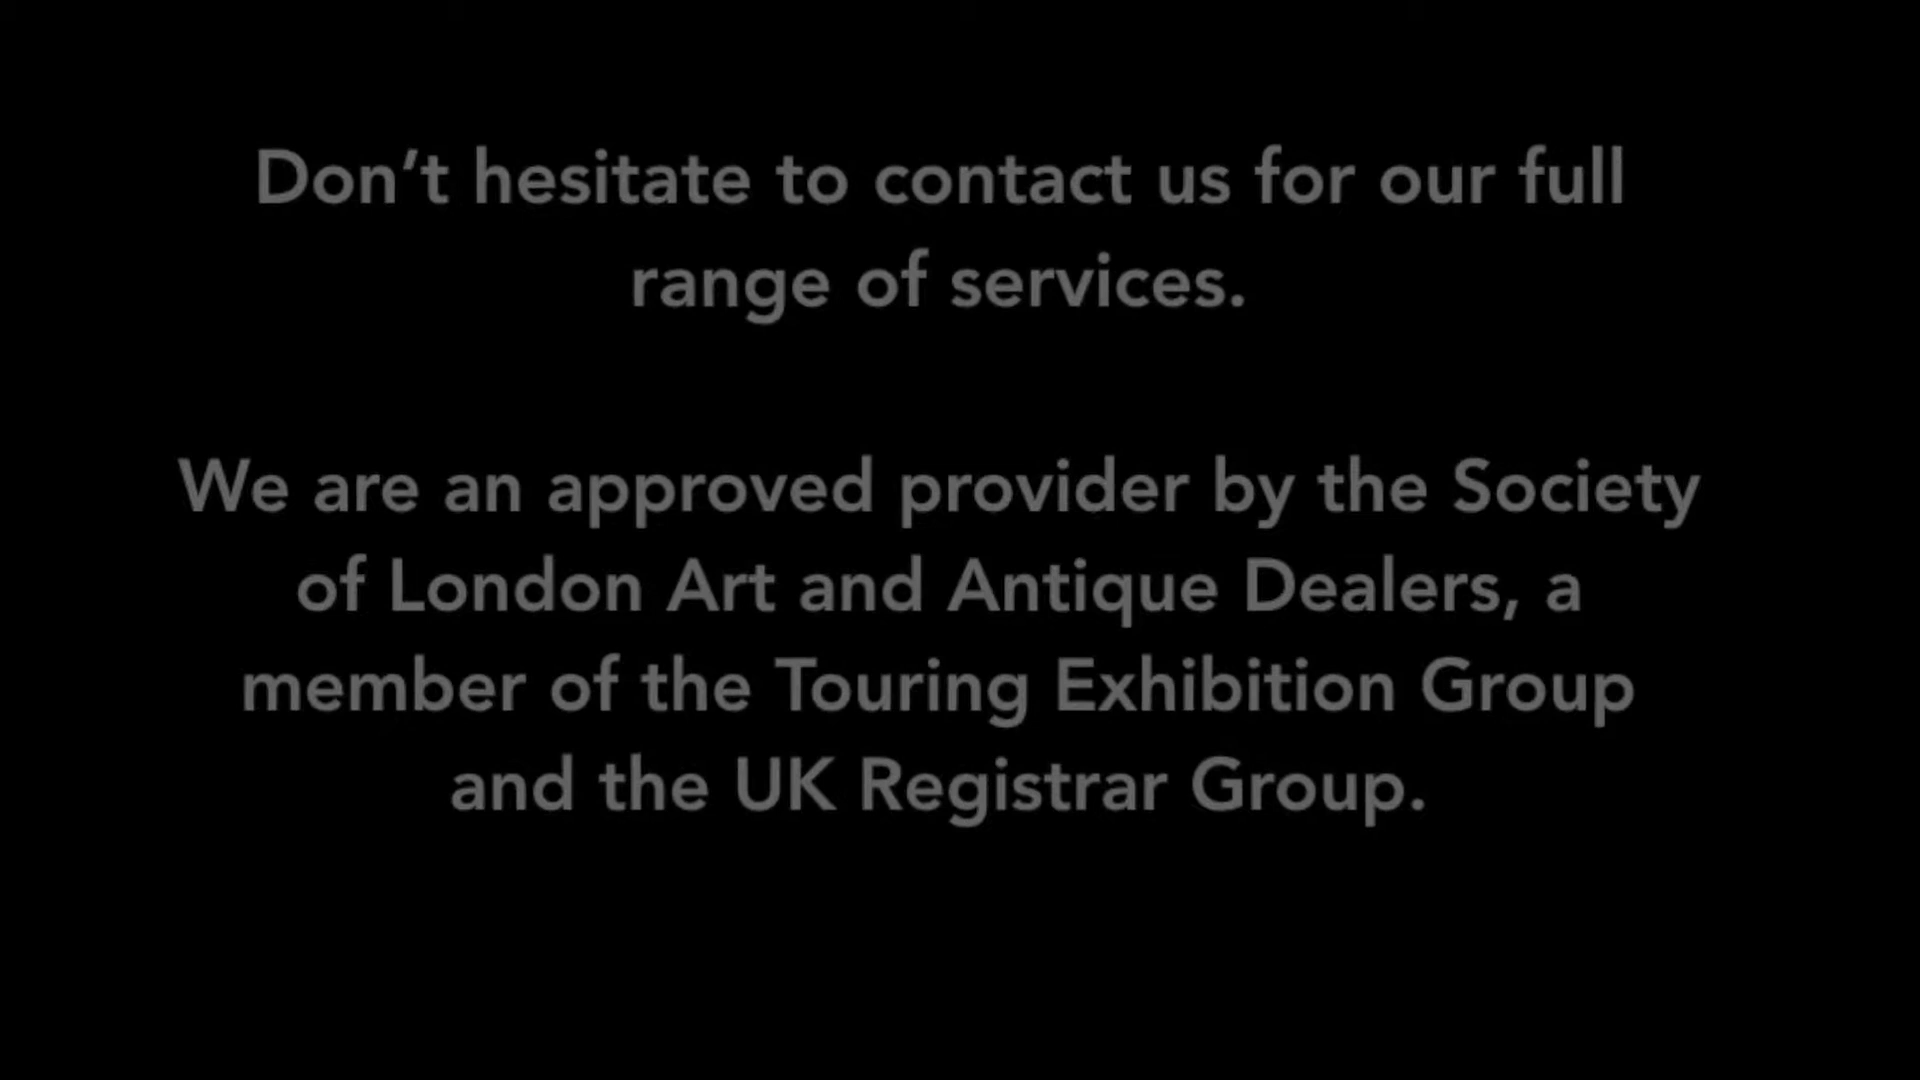 Don’t hesitate to contact us for our full
range of services.
We are an approved provider by the Society
of London Art and Antique Dealers, a
member of the Touring Exhibition Group
and the UK Registrar Group.